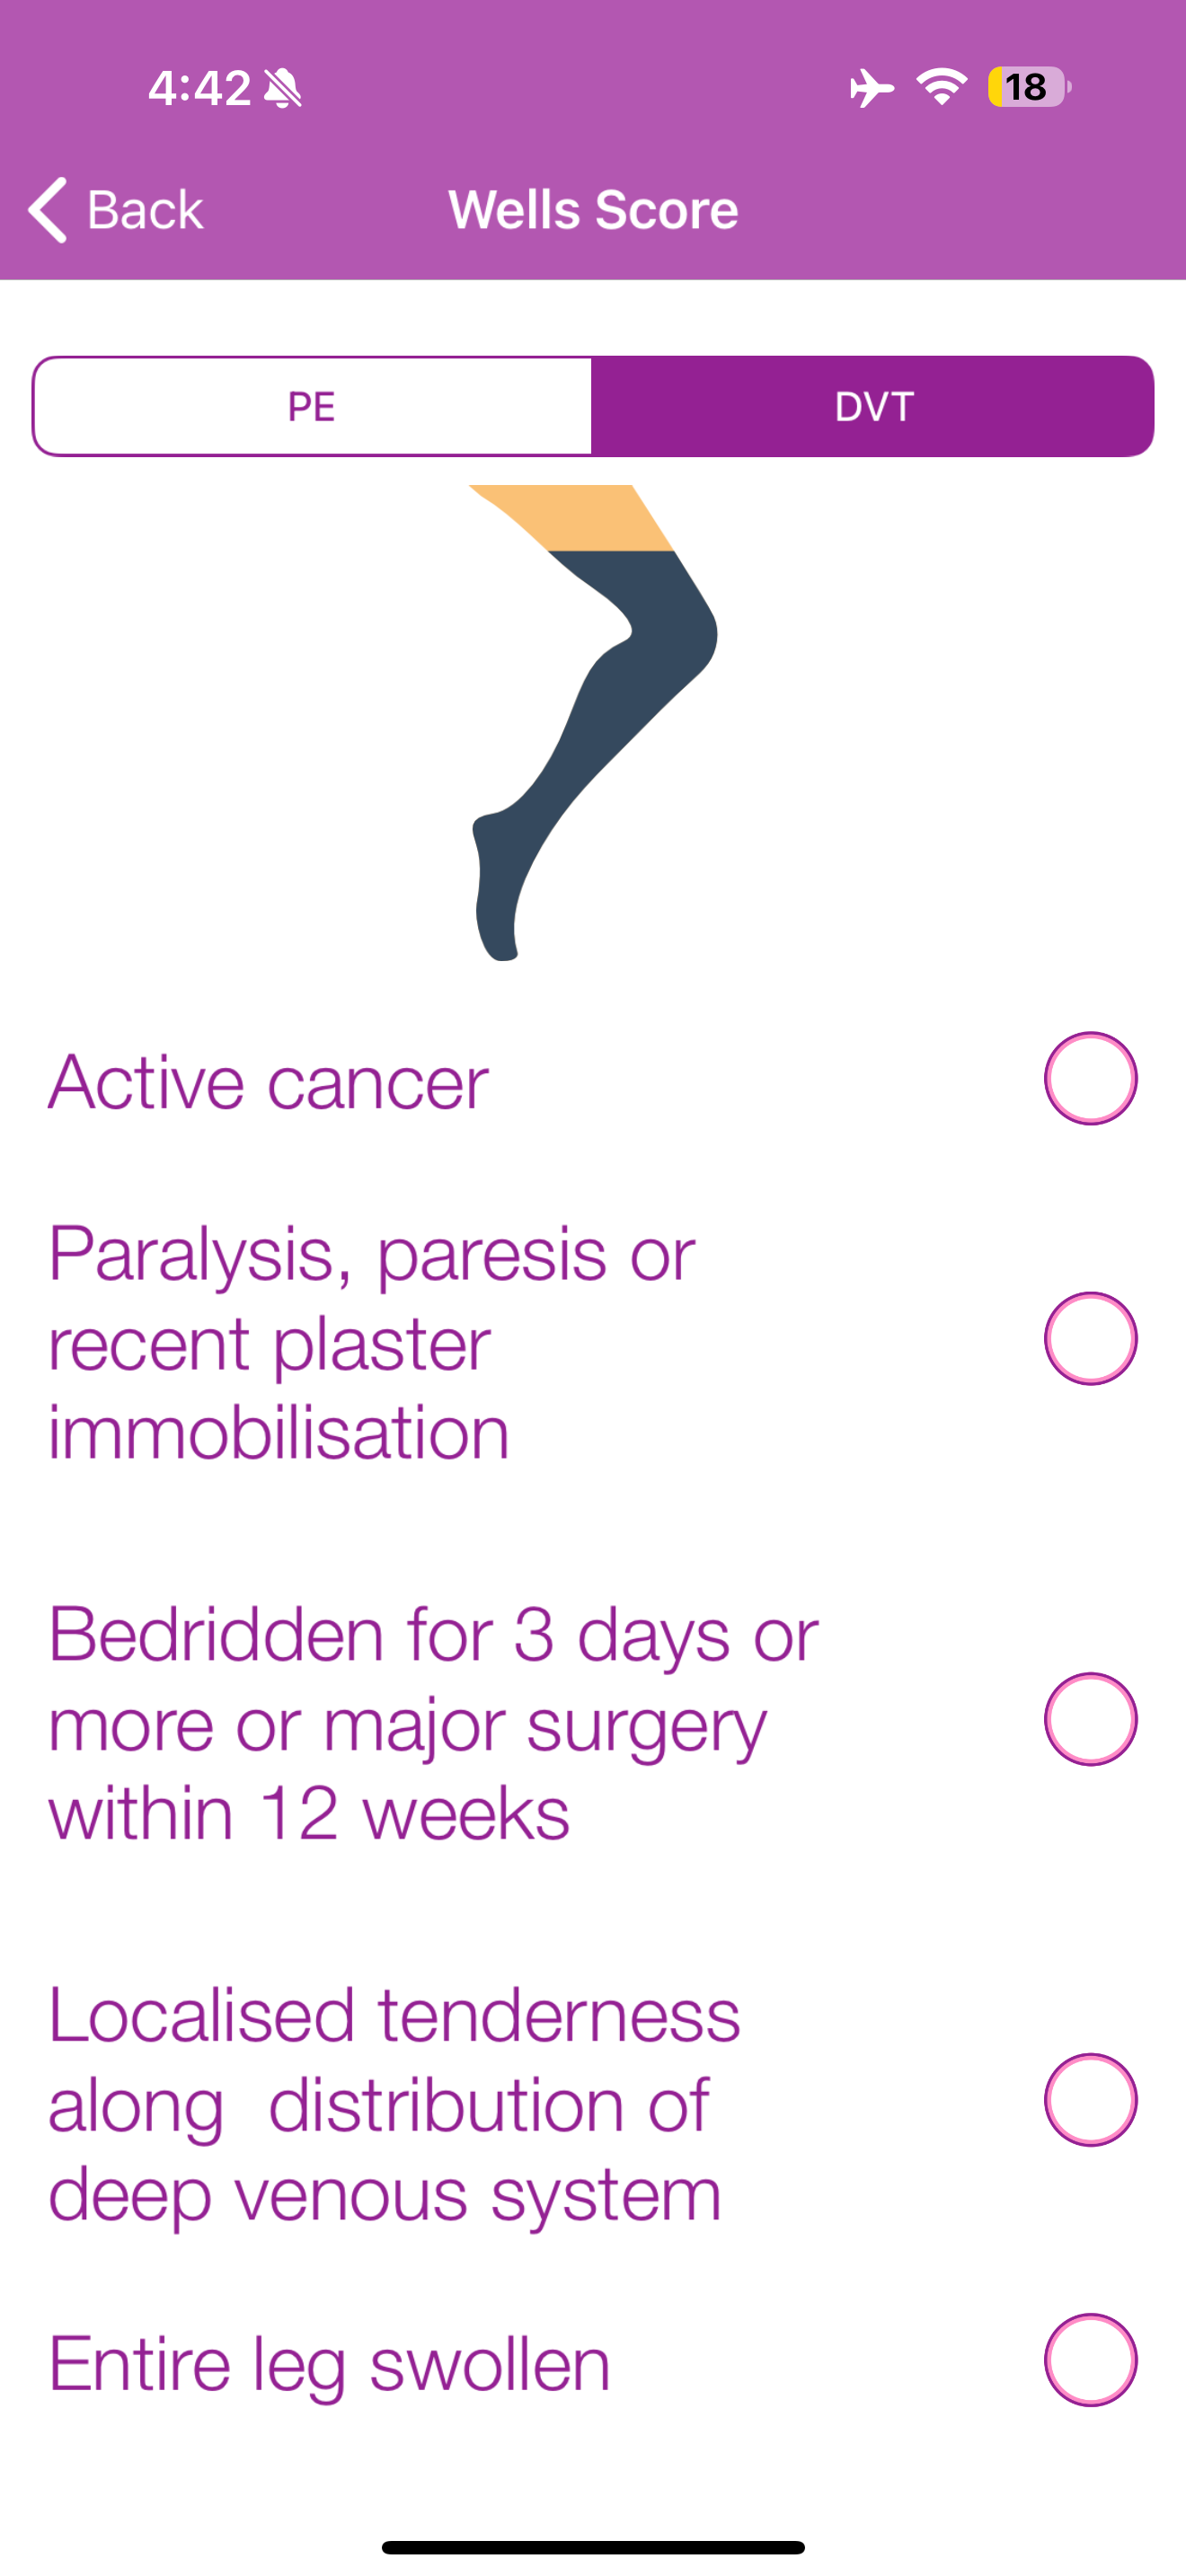 4:42
18
Back
Wells Score
PE
DVT
Active cancer
Paralysis, paresis or
recent plaster
immobilisation
Bedridden for 3 days or
more or major surgery
within 12 weeks
Localised tenderness
along  distribution of
deep venous system
Entire leg swollen